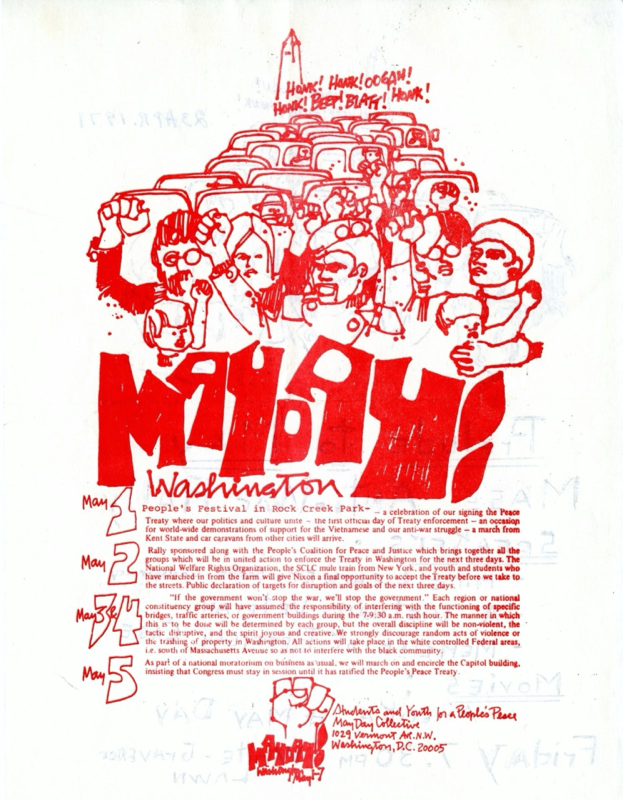 HONK! HONK! OOGAH!
HONK! BEEP! BLATT! HONK!
MAYDAY!
Washington
May 1
People's Festival in Rock Creek Park- — a celebration of our signing the Peace
Treaty where our politics and culture unite — the first official day of Treaty enforcement — an occasion
for world-wide demonstrations of support for the Vietnamese and our anti-war struggle — a march from
Kent State and car caravans from other cities will arrive.
May 2
Rally sponsored along with the People's Coalition for Peace and Justice which brings together all the
groups which will be in united action to enforce the Treaty in Washington for the next three days. The
National Welfare Rights Organization, the SCLC mule train from New York, and youth and students who
have marched in from the farm will give Nixon a final opportunity to accept the Treaty before we take to
the streets. Public declaration of targets for disruption and goals of the next three days.
May 3 & 4
"If the government won't stop the war, we'll stop the government." Each region or national
constituency group will have assumed the responsibility of interfering with the functioning of specific
bridges, traffic arteries, or government buildings during the 7-9:30 a.m. rush hour. The manner in which
this is to be done will be determined by each group, but the overall discipline will be non-violent, the
tactic disruptive, and the spirit joyous and creative. We strongly discourage random acts of violence or
the trashing of property in Washington. All actions will take place in the white controlled Federal areas,
i.e. south of Massachusetts Avenue so as not to interfere with the black community.
May 5
As part of a national moratorium on business as usual, we will march on and encircle the Capitol building,
insisting that Congress must stay in session until it has ratified the People's Peace Treaty.
Students and Youth for a People's Peace
MayDay Collective
1029 Vermont Av. N.W.
Washington, D.C. 20005
MAYDAY!
Washington
May 1-7
23 APR. 1971